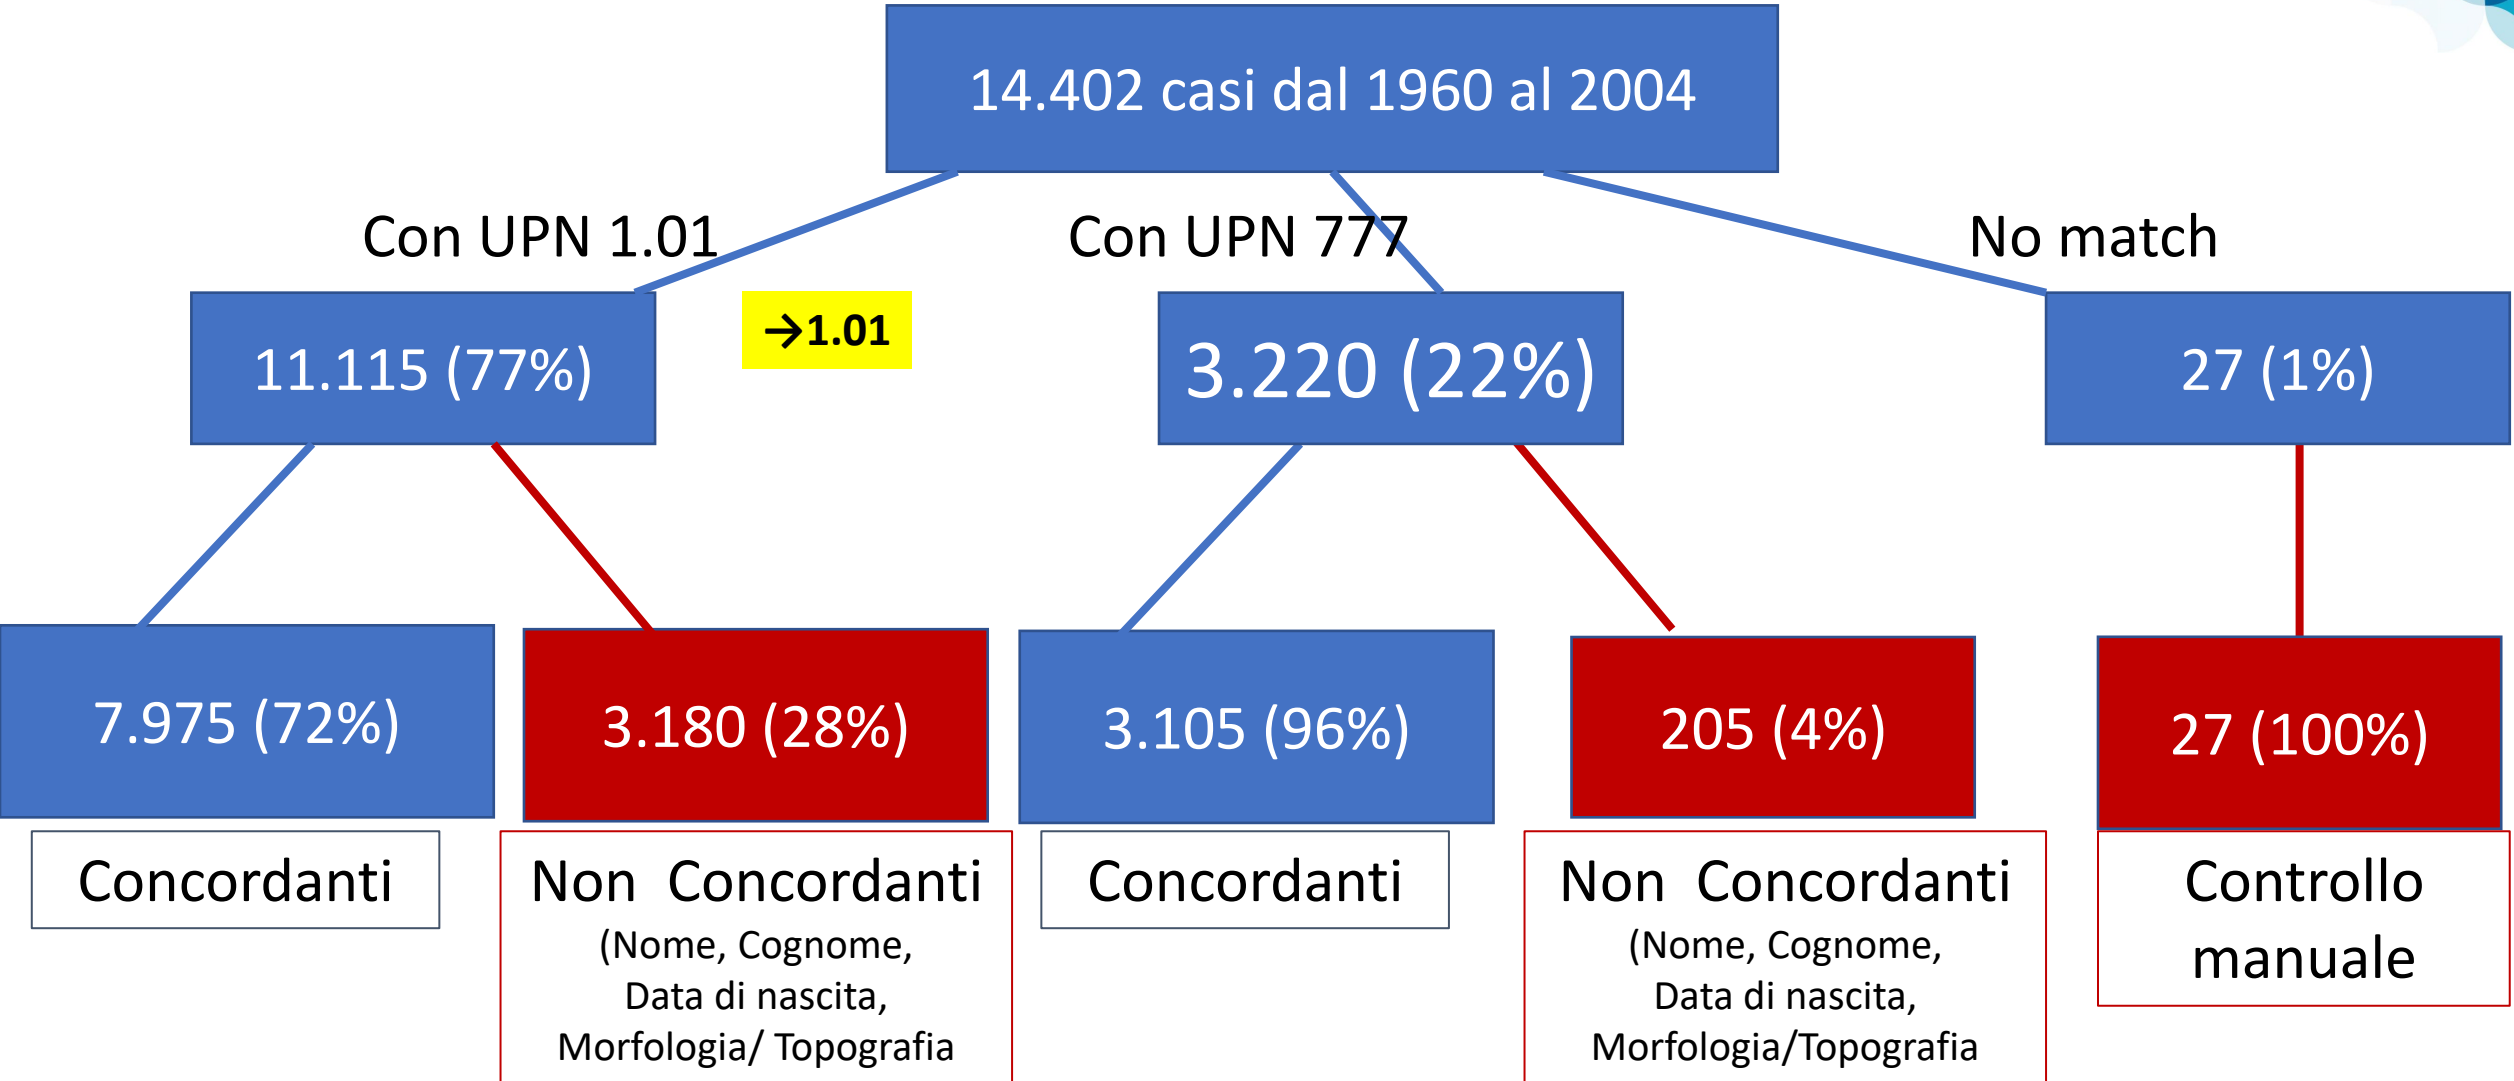 14.402 casi dal 1960 al 2004
Con UPN 1.01
Con UPN 777
No match
11.115 (77%)
→1.01
3.220 (22%)
27 (1%)
7.975 (72%)
3.180 (28%)
3.105 (96%)
205 (4%)
27 (100%)
Concordanti
Non Concordanti
(Nome, Cognome,
Data di nascita,
Morfologia/ Topografia
Concordanti
Non Concordanti
(Nome, Cognome,
Data di nascita,
Morfologia/Topografia
Controllo
manuale